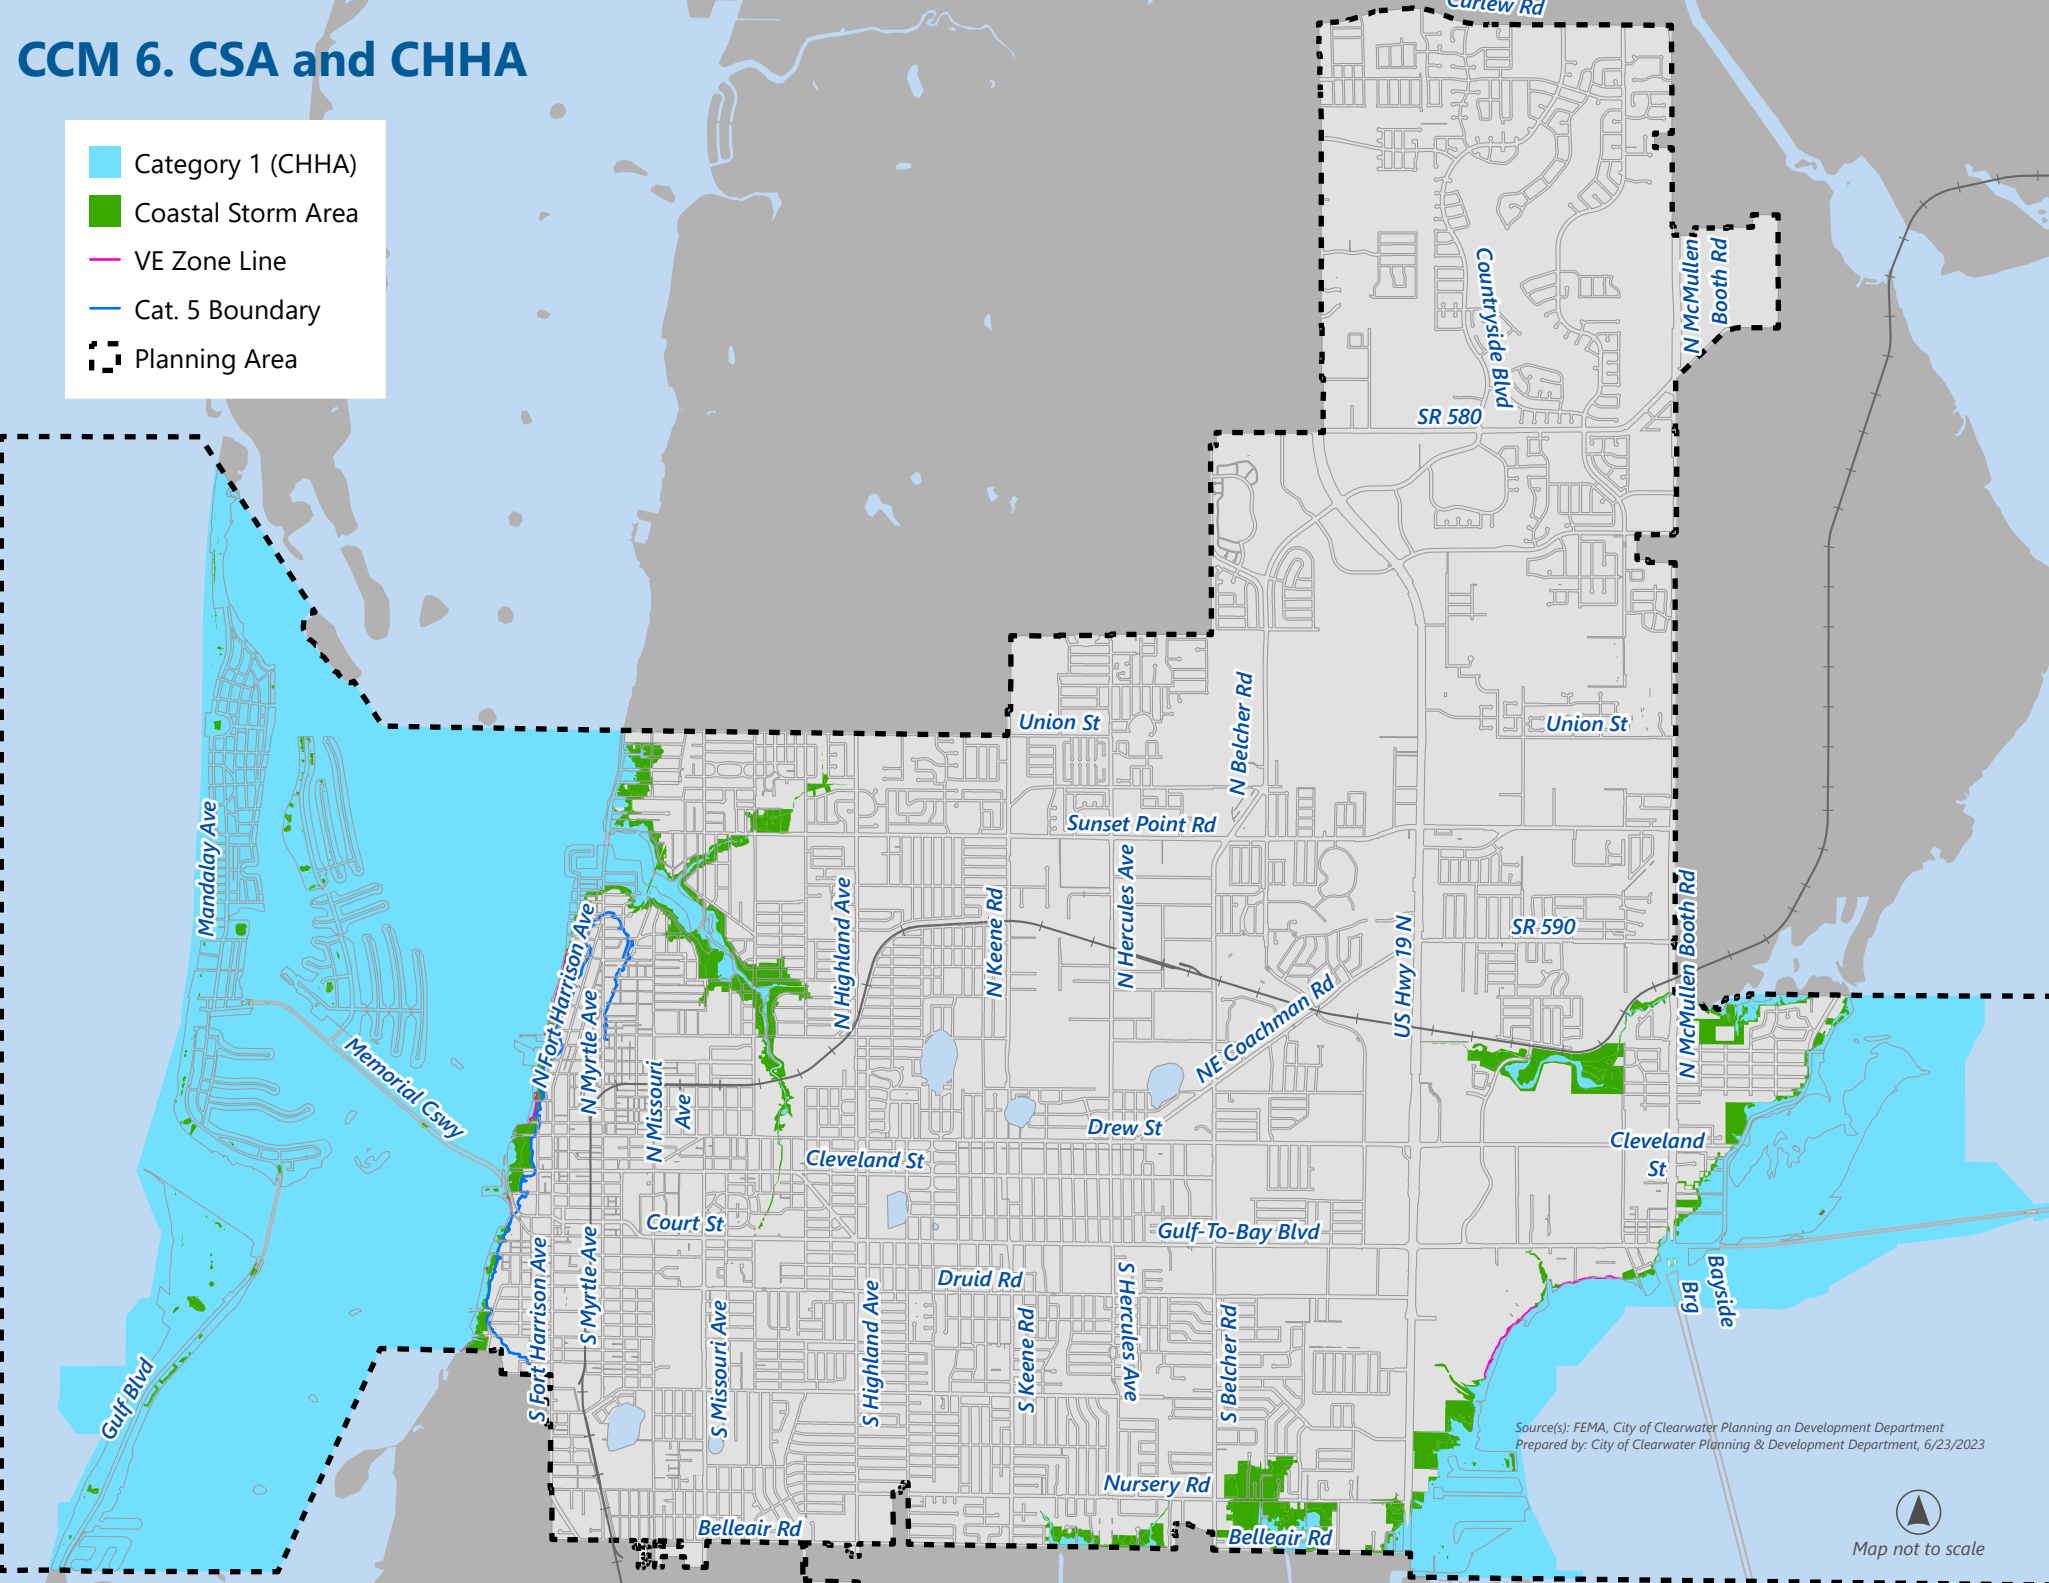 Curlew Rd
CCM 6. CSA and CHHA
Category 1 (CHHA)
Coastal Storm Area
VE Zone Line
Cat. 5 Boundary
Planning Area
N McMullen
Booth Rd
Countryside Blvd
SR 580
Union St
Union St
N Belcher Rd
Sunset Point Rd
Mandalay Ave
N Hercules Ave
N Highland Ave
N Keene Rd
N McMullen Booth Rd
SR 590
US Hwy 19 N
N Fort Harrison Ave
N Myrtle Ave
NE Coachman Rd
Memorial Cswy
N Missouri
Ave
Drew St
Cleveland St
Cleveland
St
Court St
Gulf-To-Bay Blvd
S Fort Harrison Ave
S Myrtle Ave
Druid Rd
S Hercules Ave
Bayside
Brg
S Missouri Ave
S Highland Ave
S Keene Rd
S Belcher Rd
Gulf Blvd
Source(s): FEMA, City of Clearwater Planning an Development Department
Prepared by: City of Clearwater Planning & Development Department, 6/23/2023
Nursery Rd
Belleair Rd
Belleair Rd
Map not to scale